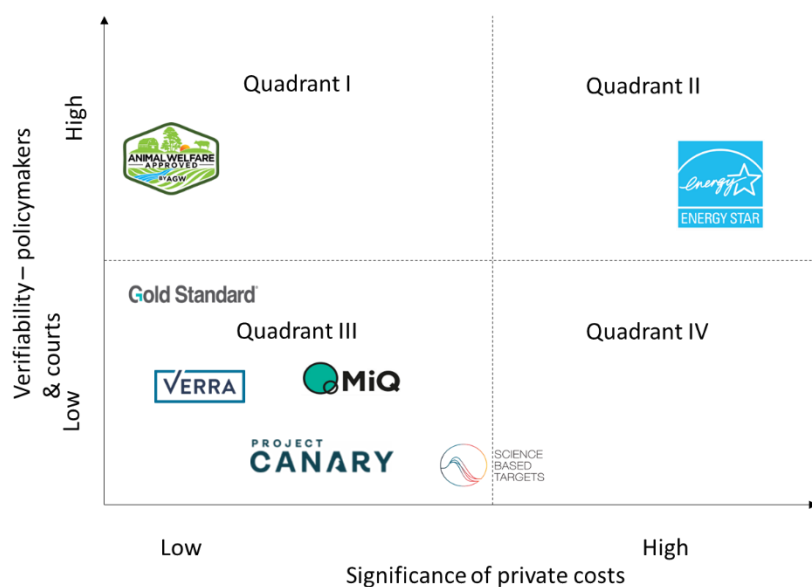 Quadrant I
Quadrant II
High
ANIMAL WELFARE
APPROVED
BY AGW
energy
ENERGY STAR
Verifiability – policymakers
& courts
Gold Standard®
Quadrant III
Quadrant IV
VERRA
MiQ
Low
PROJECT
CANARY
SCIENCE
BASED
TARGETS
Low
High
Significance of private costs